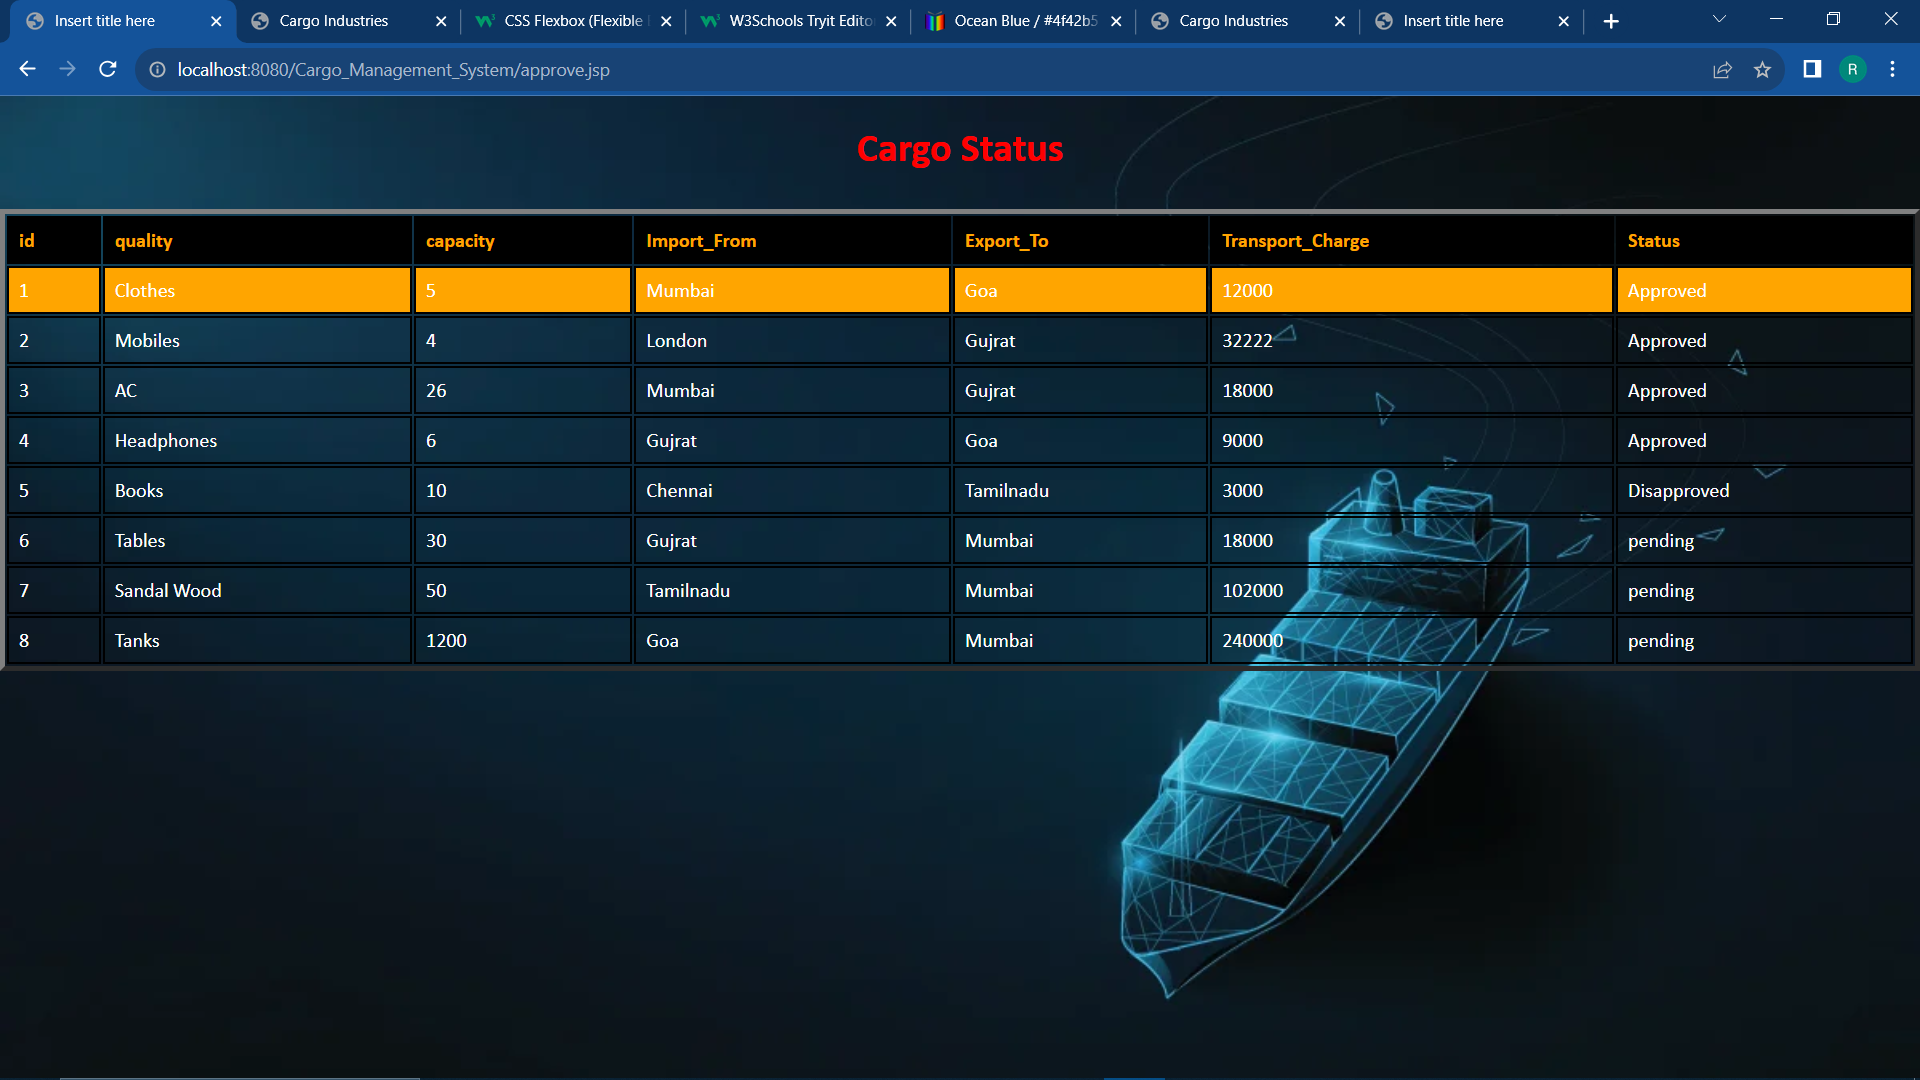 Insert title here Cargo Industries CSS Flexbox (Flexible W3Schools Tryit Edito Ocean Blue / #4f42b5 Cargo Industries Insert title here
localhost:8080/Cargo_Management_System/approve.jsp R
Cargo Status
id quality capacity Import_From Export_To Transport_Charge Status
1 Clothes 5 Mumbai Goa 12000 Approved
2 Mobiles 4 London Gujrat 32222 Approved
3 AC 26 Mumbai Gujrat 18000 Approved
4 Headphones 6 Gujrat Goa 9000 Approved
5 Books 10 Chennai Tamilnadu 3000 Disapproved
6 Tables 30 Gujrat Mumbai 18000 pending
7 Sandal Wood 50 Tamilnadu Mumbai 102000 pending
8 Tanks 1200 Goa Mumbai 240000 pending